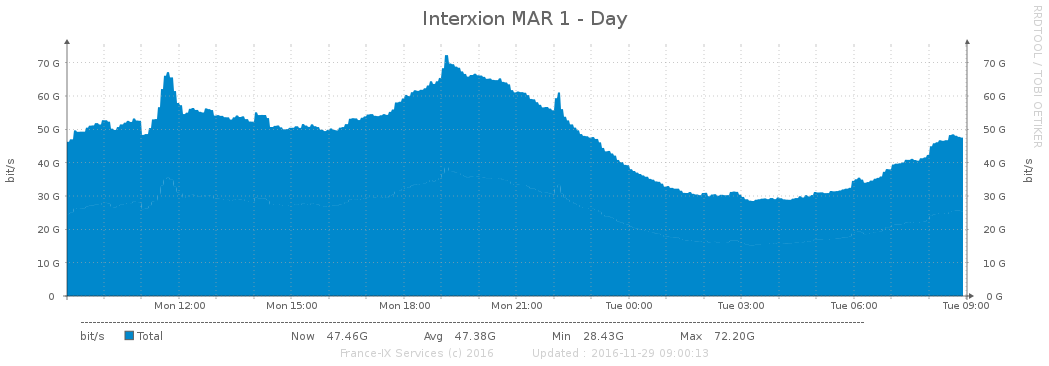 Interxion MAR 1 - Day
RRDTOOL / TOBI OETIKER
bit/s
70 G 70 G
60 G 60 G
50 G 50 G
40 G 40 G
30 G 30 G
20 G 20 G
10 G 10 G
0 0 G
bit/s
Mon 12:00 Mon 15:00 Mon 18:00 Mon 21:00 Tue 00:00 Tue 03:00 Tue 06:00 Tue 09:00
bit/s Total Now 47.46G Avg 47.38G Min 28.43G Max 72.20G
France-IX Services (c) 2016 Updated : 2016-11-29 09:00:13